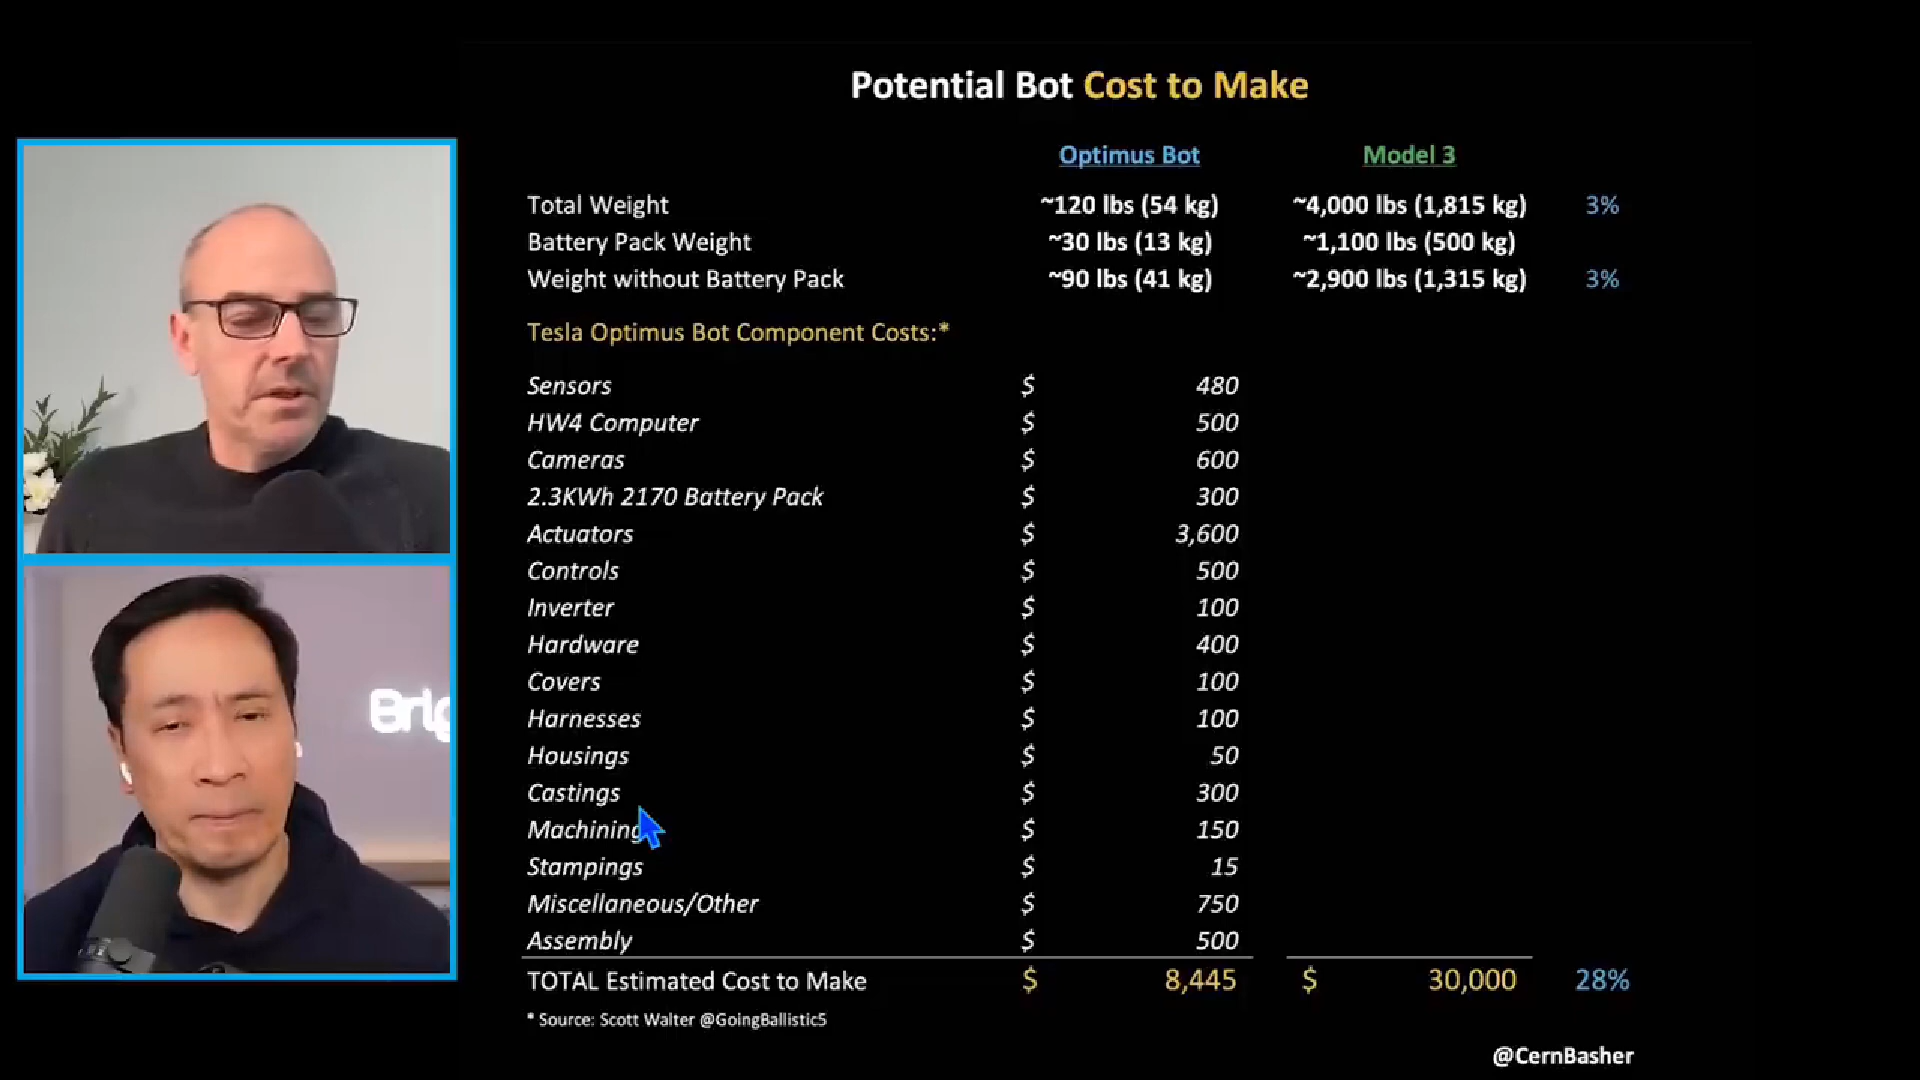 Potential Bot Cost to Make
Optimus Bot Model 3
Total Weight ~120 lbs (54 kg) ~4,000 lbs (1,815 kg) 3%
Battery Pack Weight ~30 lbs (13 kg) ~1,100 lbs (500 kg)
Weight without Battery Pack ~90 lbs (41 kg) ~2,900 lbs (1,315 kg) 3%
Tesla Optimus Bot Component Costs:*
Sensors $ 480
HW4 Computer $ 500
Cameras $ 600
2.3KWh 2170 Battery Pack $ 300
Actuators $ 3,600
Controls $ 500
Inverter $ 100
Hardware $ 400
Covers $ 100
Harnesses $ 100
Housings $ 50
Castings $ 300
Machining $ 150
Stampings $ 15
Miscellaneous/Other $ 750
Assembly $ 500
TOTAL Estimated Cost to Make $ 8,445 $ 30,000 28%
* Source: Scott Walter @GoingBallistic5
@CernBasher